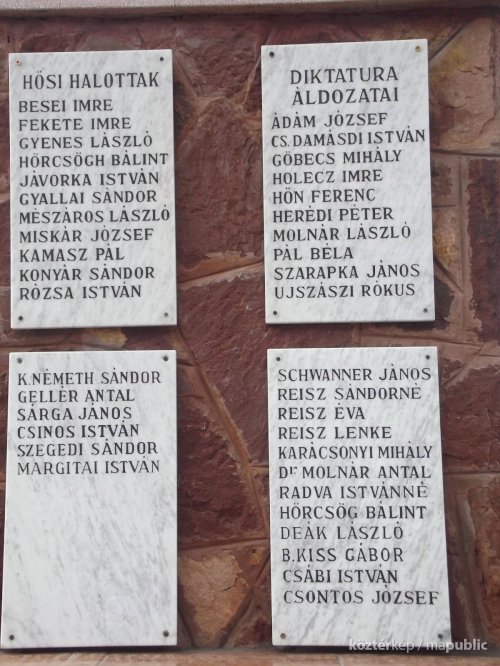 HŐSI HALOTTAK
BESEI IMRE
FEKETE IMRE
GYENES LÁSZLÓ
HÖRCSÖGH BÁLINT
JÁVORKA ISTVÁN
GYALLAI SÁNDOR
MÉSZÁROS LÁSZLÓ
MISKÁR JÓZSEF
KAMASZ PÁL
KONYÁR SÁNDOR
RÓZSA ISTVÁN
DIKTATURA
ÁLDOZATAI
ÁDÁM JÓZSEF
CS. DAMÁSDI ISTVÁN
GÖBECS MIHÁLY
HOLECZ IMRE
HÓN FERENC
HERÉDI PÉTER
MOLNÁR LÁSZLÓ
PÁL BÉLA
SZARAPKA JÁNOS
UJSZÁSZI RÓKUS
K. NÉMETH SÁNDOR
GELLÉR ANTAL
SÁRGA JÁNOS
CSINOS ISTVÁN
SZEGEDI SÁNDOR
MARGITAI ISTVÁN
SCHWANNER JÁNOS
REISZ SÁNDORNÉ
REISZ ÉVA
REISZ LENKE
KARÁCSONYI MIHÁLY
Dr MOLNÁR ANTAL
RADVA ISTVÁNNÉ
HÖRCSÖG BÁLINT
DEÁK LÁSZLÓ
B. KISS GÁBOR
CSÁBI ISTVÁN
CSONTOS JÓZSEF
köztérkép / mapublic